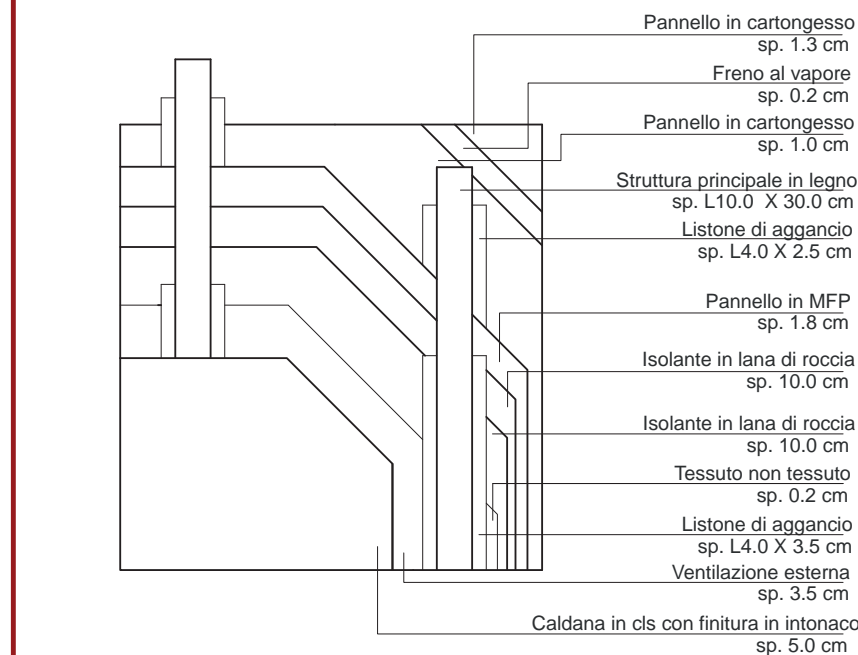 Pannello in cartongesso
sp. 1.3 cm
Freno al vapore
sp. 0.2 cm
Pannello in cartongesso
sp. 1.0 cm
Struttura principale in legno
sp. L10.0 X 30.0 cm
Listone di aggancio
sp. L4.0 X 2.5 cm
Pannello in MFP
sp. 1.8 cm
Isolante in lana di roccia
sp. 10.0 cm
Isolante in lana di roccia
sp. 10.0 cm
Tessuto non tessuto
sp. 0.2 cm
Listone di aggancio
sp. L4.0 X 3.5 cm
Ventilazione esterna
sp. 3.5 cm
Caldana in cls con finitura in intonaco
sp. 5.0 cm